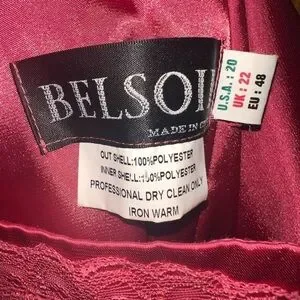 BELSOI
MADE IN C
U.S.A. : 20
UK : 22
EU : 48
OUT SHELL:100%POLYESTER
INNER SHELL:100%POLYESTER
PROFESSIONAL DRY CLEAN ONLY
IRON WARM